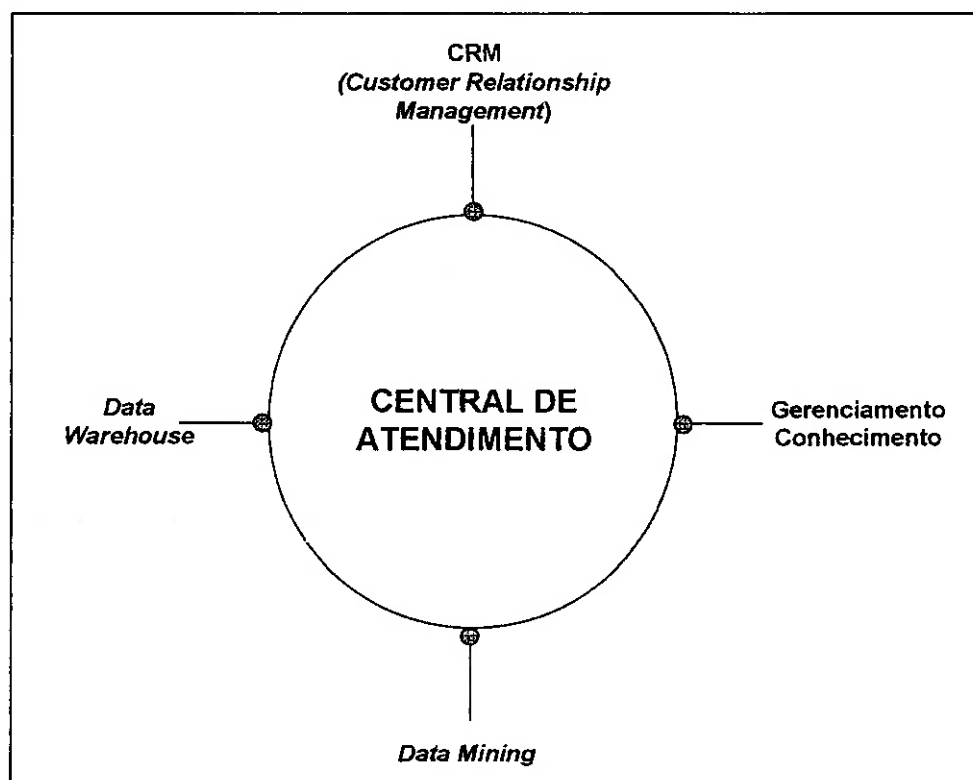 CRM
(Customer Relationship
Management)
CENTRAL DE
ATENDIMENTO
Data
Warehouse
Gerenciamento
Conhecimento
Data Mining